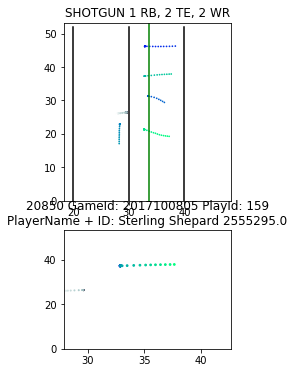 SHOTGUN 1 RB, 2 TE, 2 WR
50
40
30
20
10
0
20 30 40
20850 GameId: 2017100805 PlayId: 159
PlayerName + ID: Sterling Shepard 2555295.0
40
20
0
30 35 40